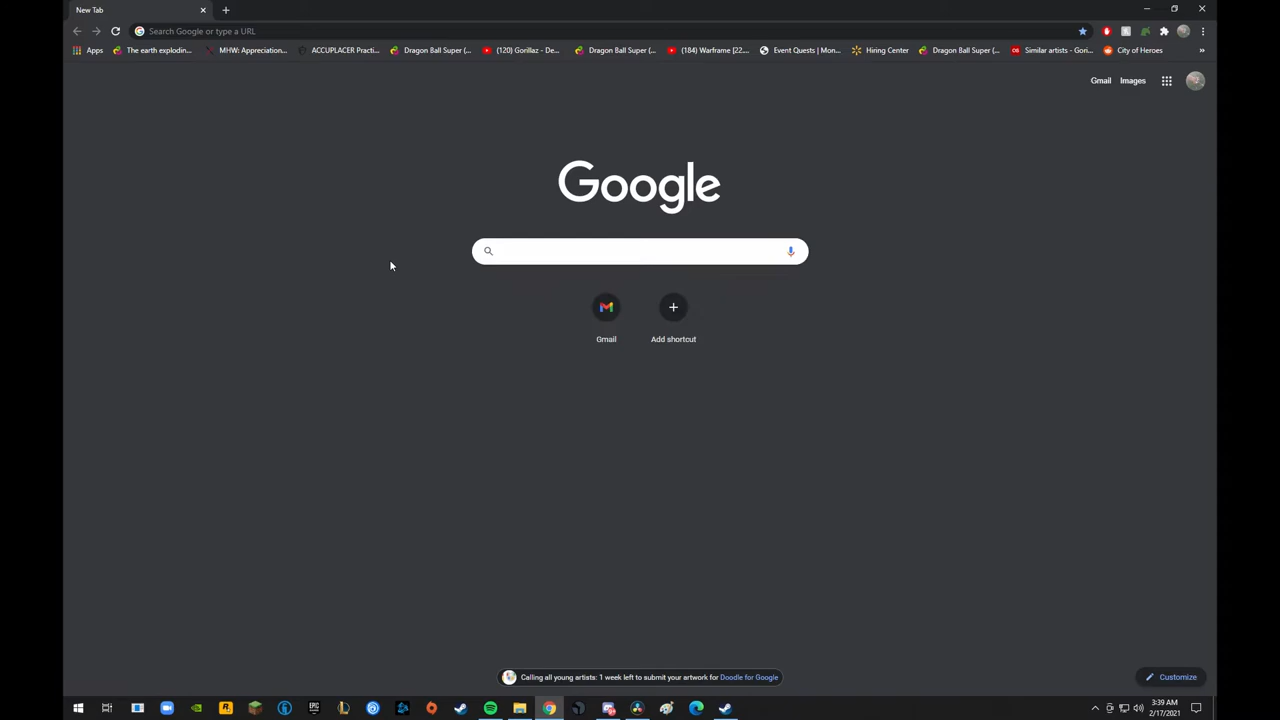 New Tab
Search Google or type a URL
Apps
The earth explodin...
MHW: Appreciation...
ACCUPLACER Practi...
Dragon Ball Super (...
(120) Gorillaz - De...
Dragon Ball Super (...
(184) Warframe [22....
Event Quests | Mon...
Hiring Center
Dragon Ball Super (...
Similar artists - Gori...
City of Heroes
»
Gmail Images
Google
Gmail
Add shortcut
Calling all young artists: 1 week left to submit your artwork for Doodle for Google
Customize
EPIC
3:39 AM
2/17/2021